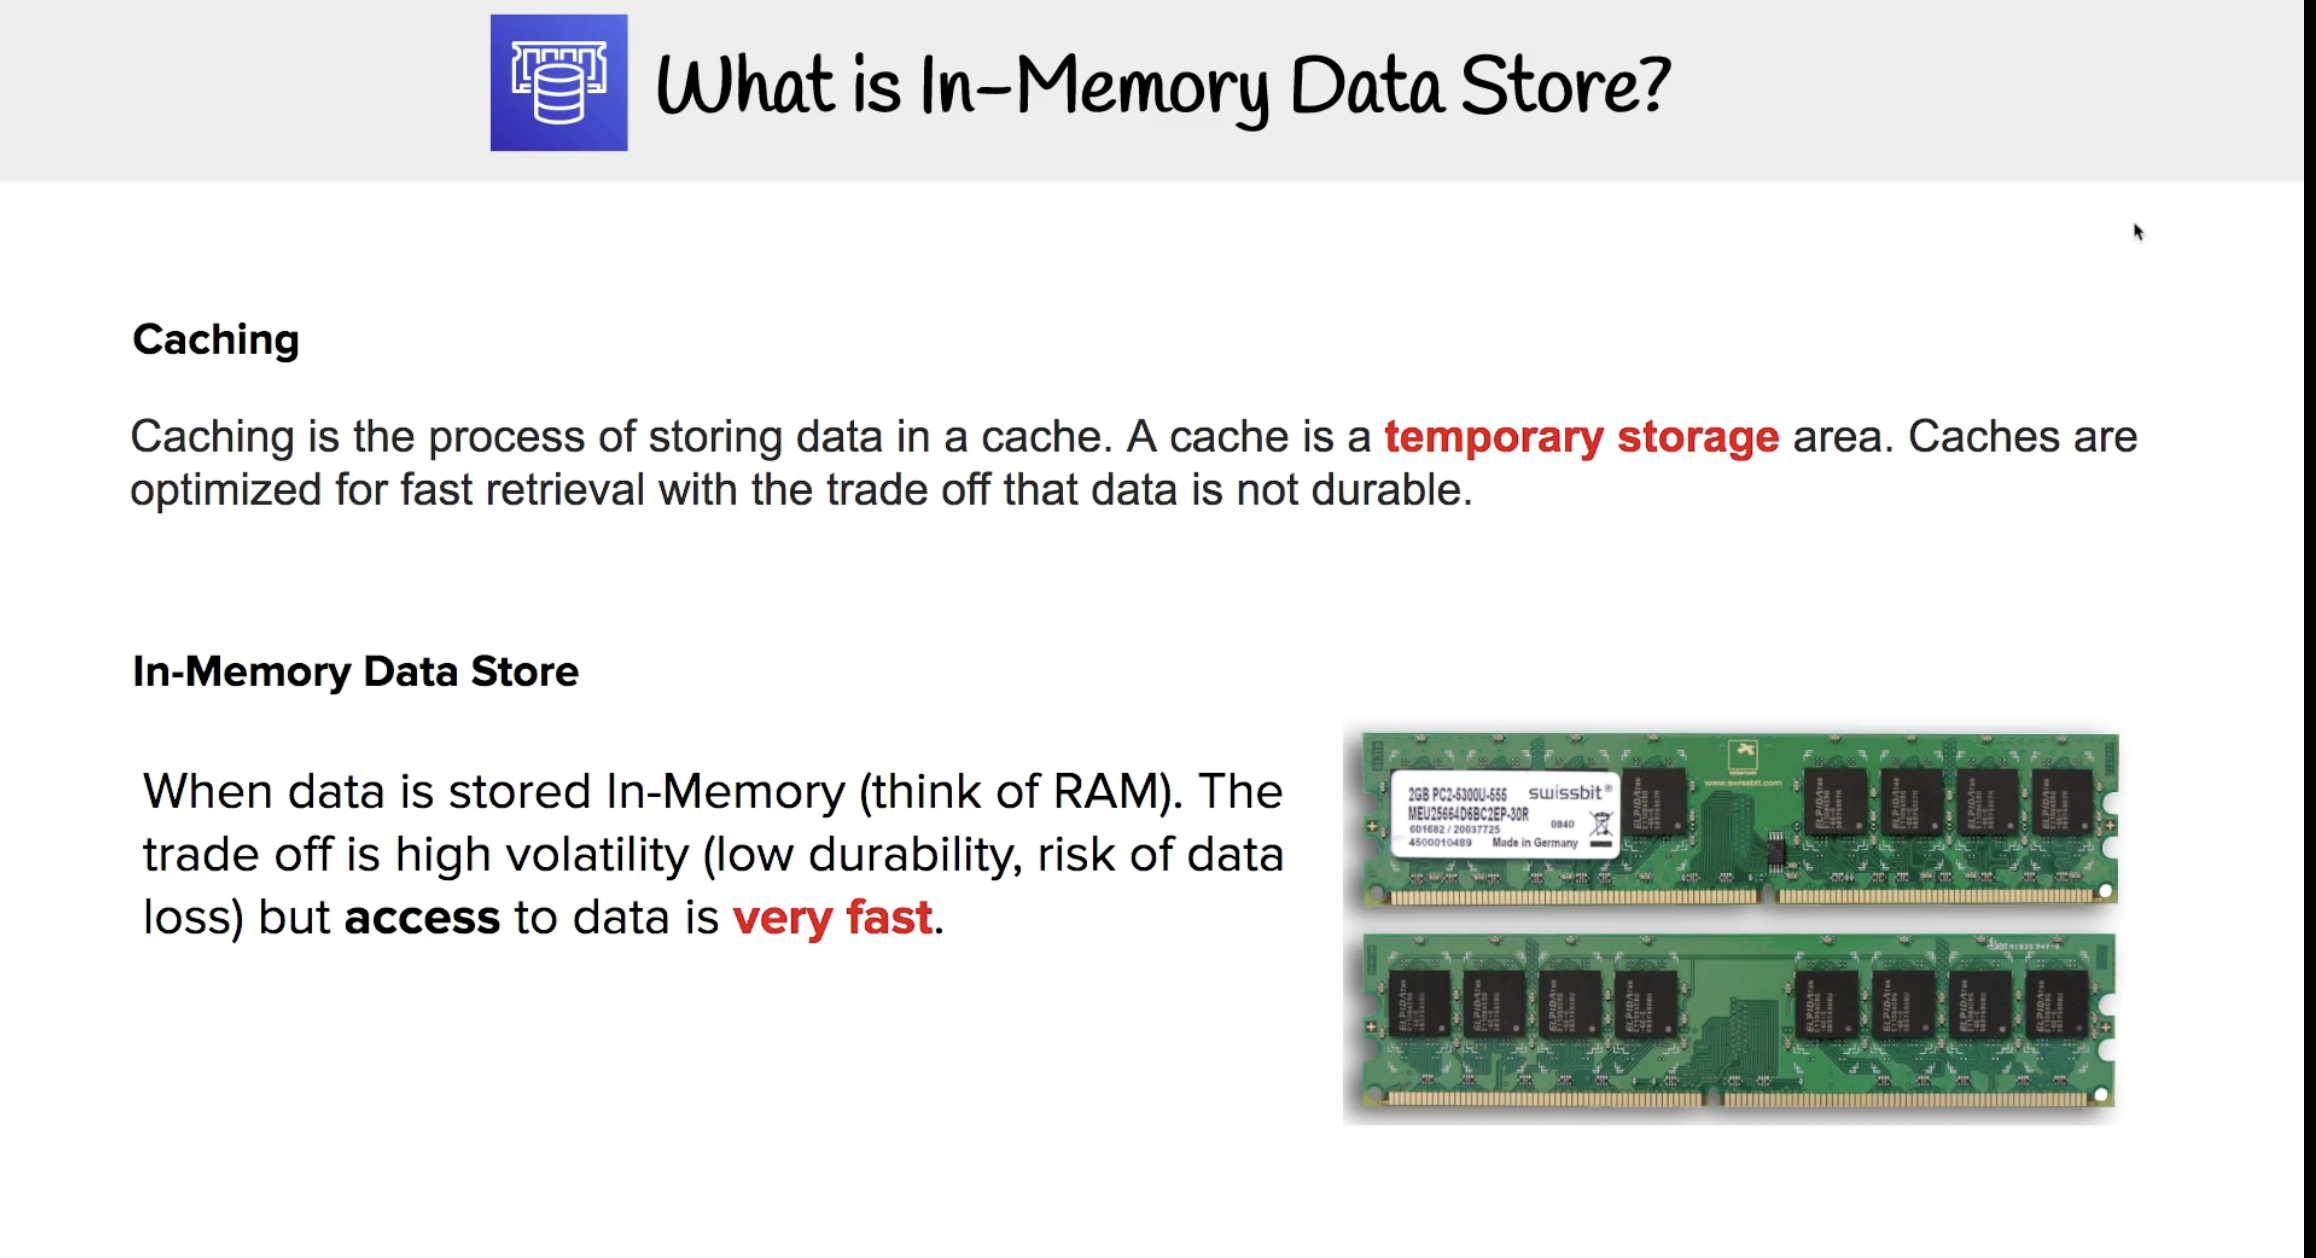 What is In-Memory Data Store?
Caching
Caching is the process of storing data in a cache. A cache is a temporary storage area. Caches are
optimized for fast retrieval with the trade off that data is not durable.
In-Memory Data Store
When data is stored In-Memory (think of RAM). The
trade off is high volatility (low durability, risk of data
loss) but access to data is very fast.
www.swissbit.com
2GB PC2-5300U-555 swissbit®
MEU25664D6BC2EP-30R
601682 / 20037725 0840
4500010489 Made in Germany